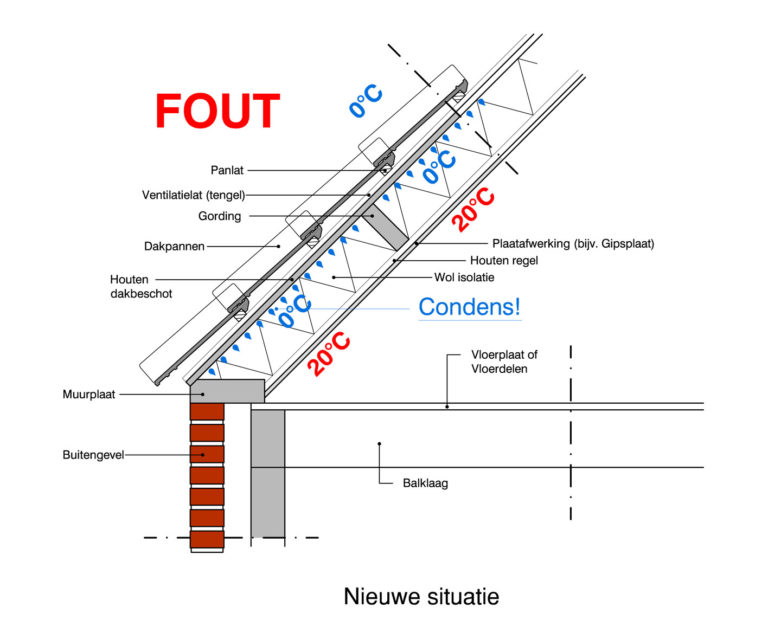 FOUT
0°C
Panlat
Ventilatielat (tengel)
Gording
Dakpannen
Houten
dakbeschot
0°C
20°C
Plaatafwerking (bijv. Gipsplaat)
Houten regel
Wol isolatie
0°C
Condens!
20°C
Vloerplaat of
Vloerdelen
Muurplaat
Buitengevel
Balklaag
Nieuwe situatie